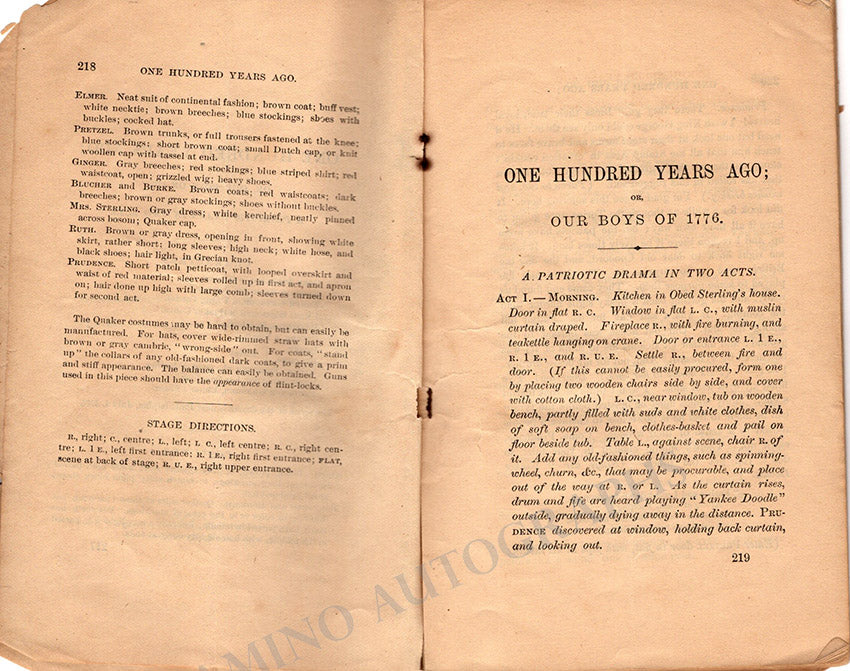 218
ONE HUNDRED YEARS AGO.
ELMER. Neat suit of continental fashion; brown coat; buff vest;
white necktie; brown breeches; blue stockings; shoes with
buckles; cocked hat.
PRETZEL. Brown trunks, or full trousers fastened at the knee;
blue stockings; short brown coat; small Dutch cap, or knit
woollen cap with tassel at end.
GINGER. Gray breeches; red stockings; blue striped shirt; red
waistcoat, open; grizzled wig; heavy shoes.
BLUCHER and BURKE. Brown coats; red waistcoats; dark
breeches; brown or gray stockings; shoes without buckles.
MRS. STERLING. Gray dress; white kerchief, neatly pinned
across bosom; Quaker cap.
RUTH. Brown or gray dress, opening in front, showing white
skirt, rather short; long sleeves; high neck; white hose, and
black shoes; hair light, in Grecian knot.
PRUDENCE. Short patch petticoat, with looped overskirt and
waist of red material; sleeves rolled up in first act, and apron
on; hair done up high with large comb; sleeves turned down
for second act.
The Quaker costumes may be hard to obtain, but can easily be
manufactured. For hats, cover wide-rimmed straw hats with
brown or gray cambric, "wrong-side" out. For coats, "stand
up" the collars of any old-fashioned dark coats, to give a prim
and stiff appearance. The balance can easily be obtained. Guns
used in this piece should have the appearance of flint-locks.
STAGE DIRECTIONS.
R., right; C., centre; L., left; L C., left centre; R. C., right cen-
tre; L. 1 E., left first entrance; R. 1 E., right first entrance; FLAT,
scene at back of stage; R. U. E., right upper entrance.
ONE HUNDRED YEARS AGO;
OR,
OUR BOYS OF 1776.
A PATRIOTIC DRAMA IN TWO ACTS.
ACT I.—MORNING. Kitchen in Obed Sterling's house.
Door in flat R. C. Window in flat L. C., with muslin
curtain draped. Fireplace R., with fire burning, and
teakettle hanging on crane. Door or entrance L. 1 E.,
R. 1 E., and R. U. E. Settle R., between fire and
door. (If this cannot be easily procured, form one
by placing two wooden chairs side by side, and cover
with cotton cloth.) L. C., near window, tub on wooden
bench, partly filled with suds and white clothes, dish
of soft soap on bench, clothes-basket and pail on
floor beside tub. Table L., against scene, chair R. of
it. Add any old-fashioned things, such as spinning-
wheel, churn, &c., that may be procurable, and place
out of the way at R. or L. As the curtain rises,
drum and fife are heard playing "Yankee Doodle"
outside, gradually dying away in the distance. PRU-
DENCE discovered at window, holding back curtain,
and looking out.
219
AMINO AUTOGRAPHS